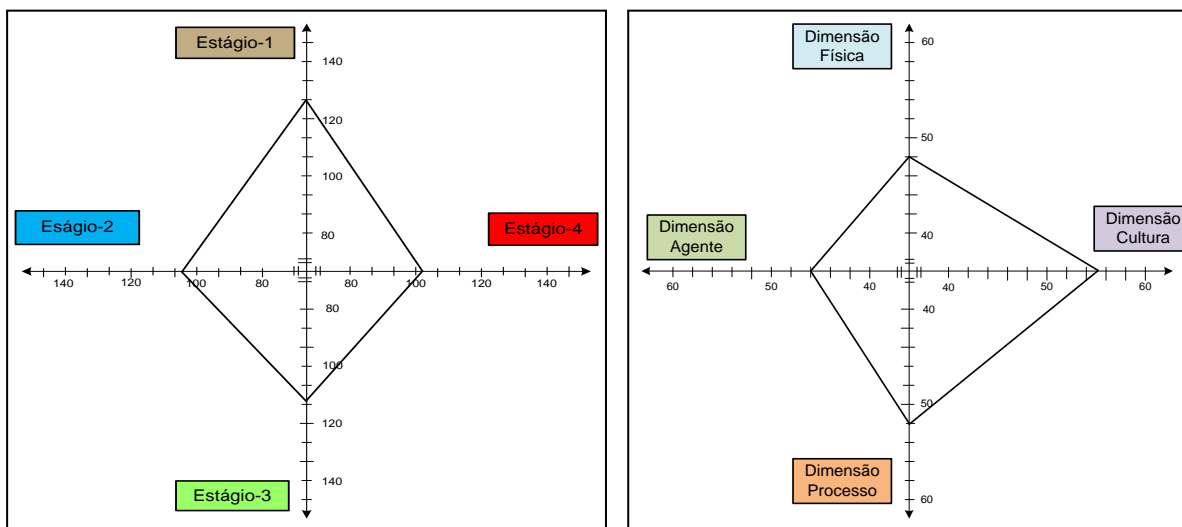 Estágio-1
140
120
100
80
Eságio-2
Estágio-4
140 120 100 80 80 100 120 140
80
100
120
140
Estágio-3
Dimensão
Física
60
50
40
Dimensão
Agente
Dimensão
Cultura
60 50 40 40 50 60
40
50
60
Dimensão
Processo